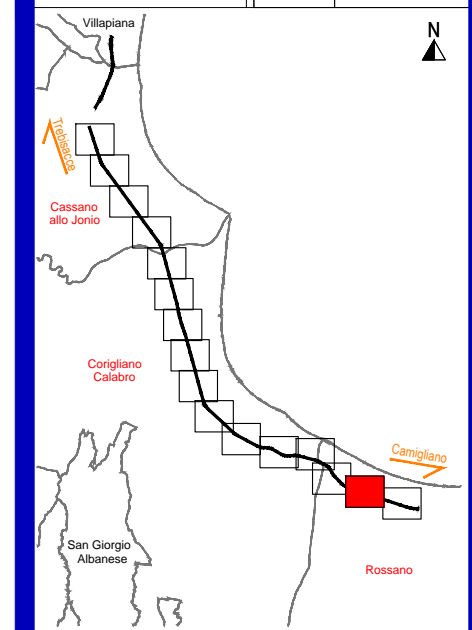 Villapiana
N
Trebisacce
Cassano
allo Jonio
Corigliano
Calabro
Camigliano
San Giorgio
Albanese
Rossano